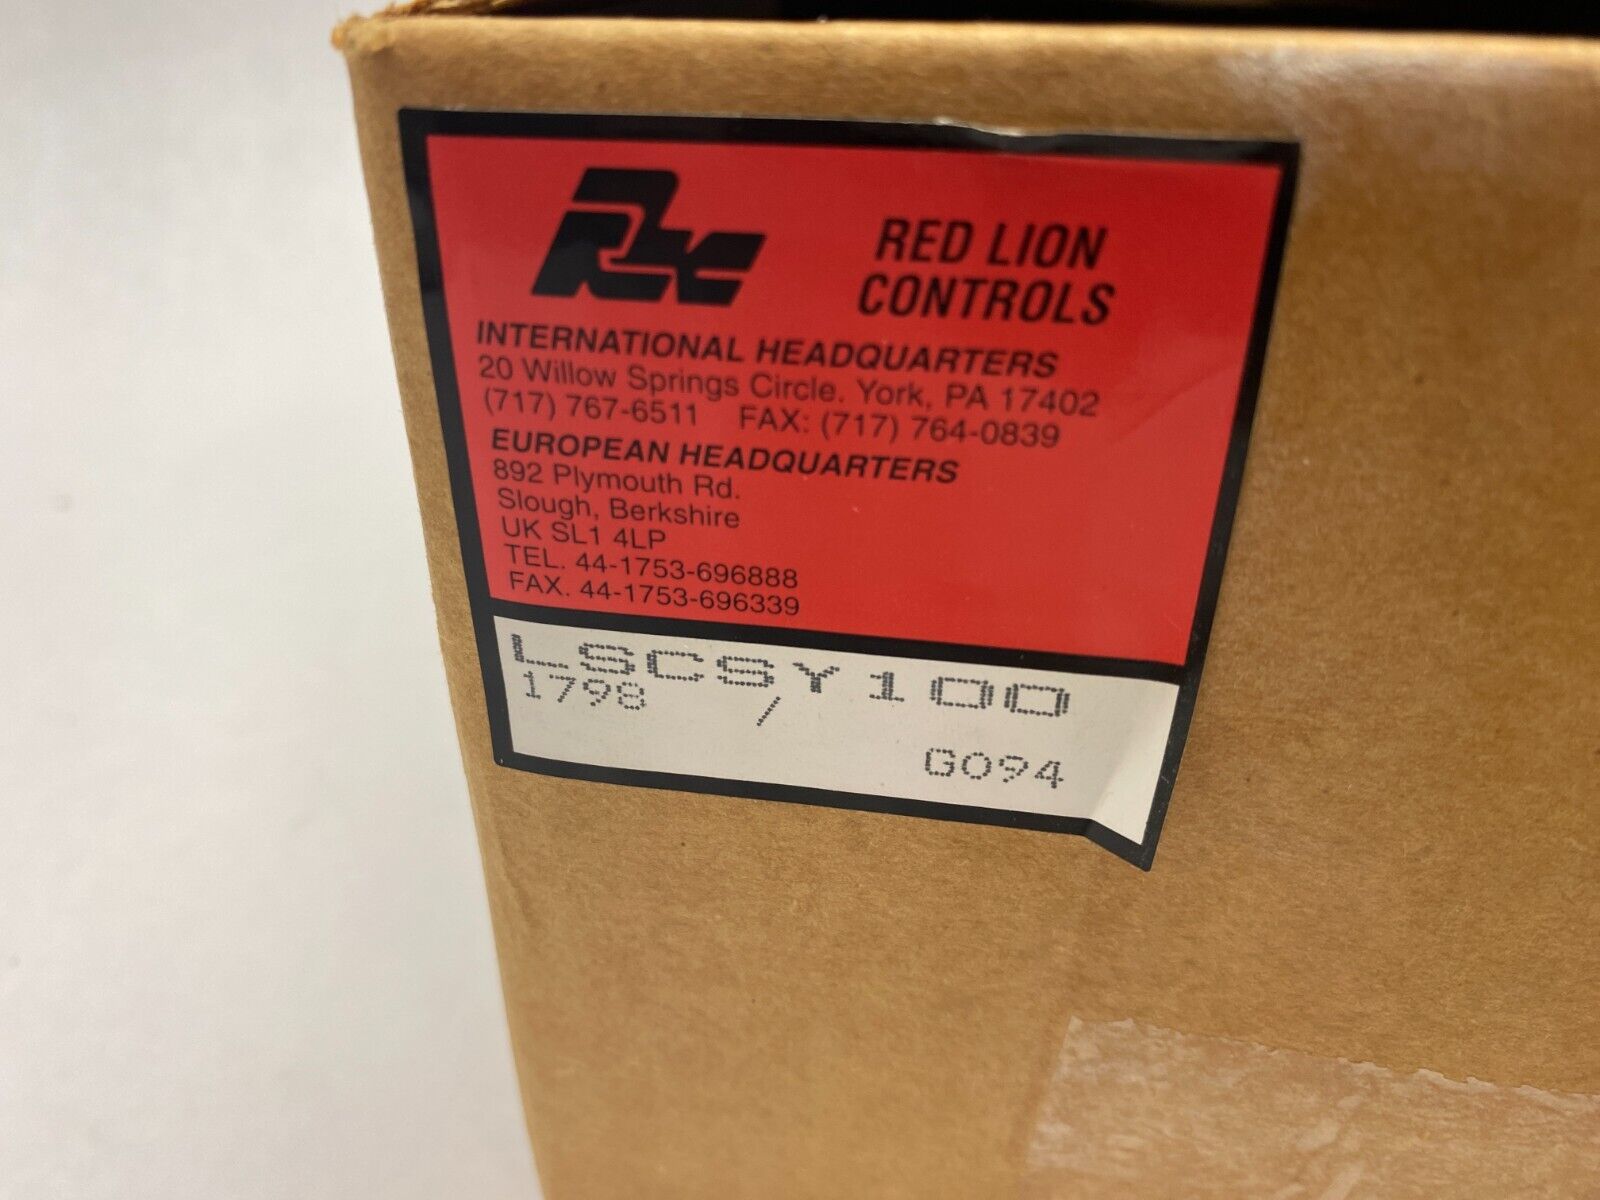 RLC
RED LION
CONTROLS
INTERNATIONAL HEADQUARTERS
20 Willow Springs Circle. York, PA 17402
(717) 767-6511 FAX: (717) 764-0839
EUROPEAN HEADQUARTERS
892 Plymouth Rd.
Slough, Berkshire
UK SL1 4LP
TEL. 44-1753-696888
FAX. 44-1753-696339
LSCSY100
1798 /
G094